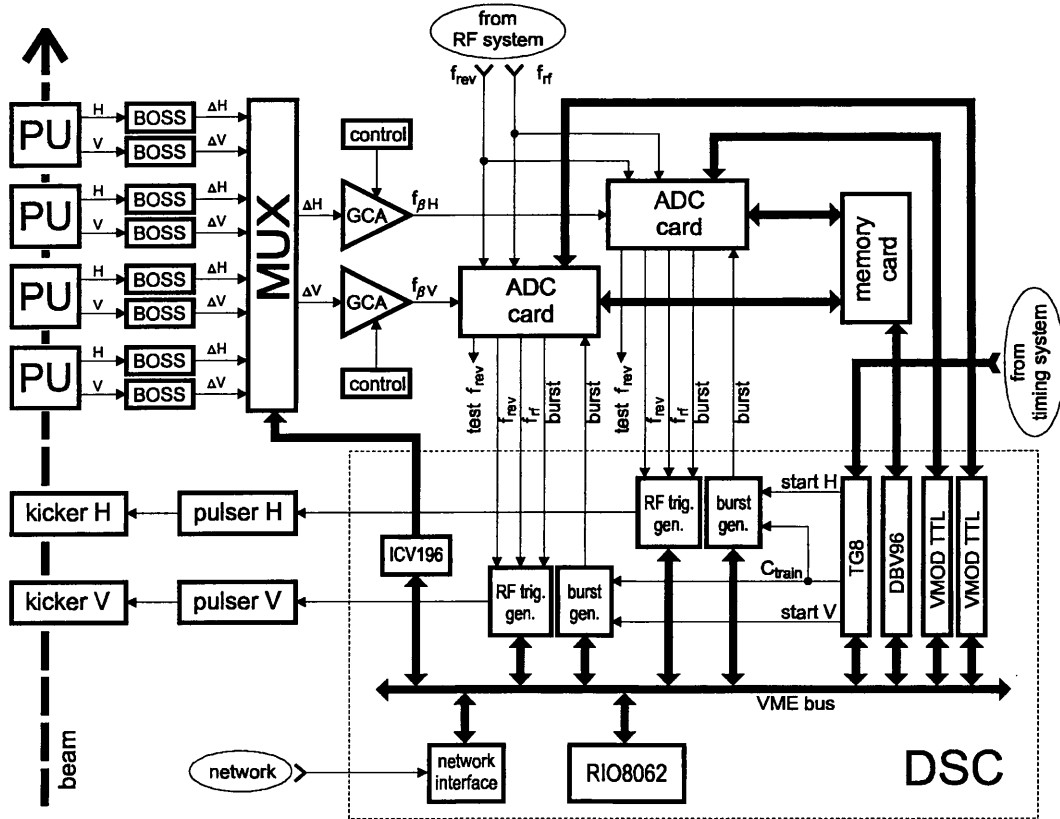 from
RF system
f_rev
f_rf
PU
H
BOSS
ΔH
V
BOSS
ΔV
PU
H
BOSS
ΔH
V
BOSS
ΔV
PU
H
BOSS
ΔH
V
BOSS
ΔV
PU
H
BOSS
ΔH
V
BOSS
ΔV
MUX
ΔH
ΔV
control
GCA
f_βH
GCA
f_βV
control
ADC
card
ADC
card
memory
card
from
timing system
test f_rev
f_rev
f_rf
burst
burst
test f_rev
f_rev
f_rf
burst
burst
kicker H
pulser H
kicker V
pulser V
ICV196
RF trig.
gen.
burst
gen.
start H
C_train
RF trig.
gen.
burst
gen.
start V
TG8
DBV96
VMOD TTL
VMOD TTL
VME bus
beam
network
network
interface
RIO8062
DSC